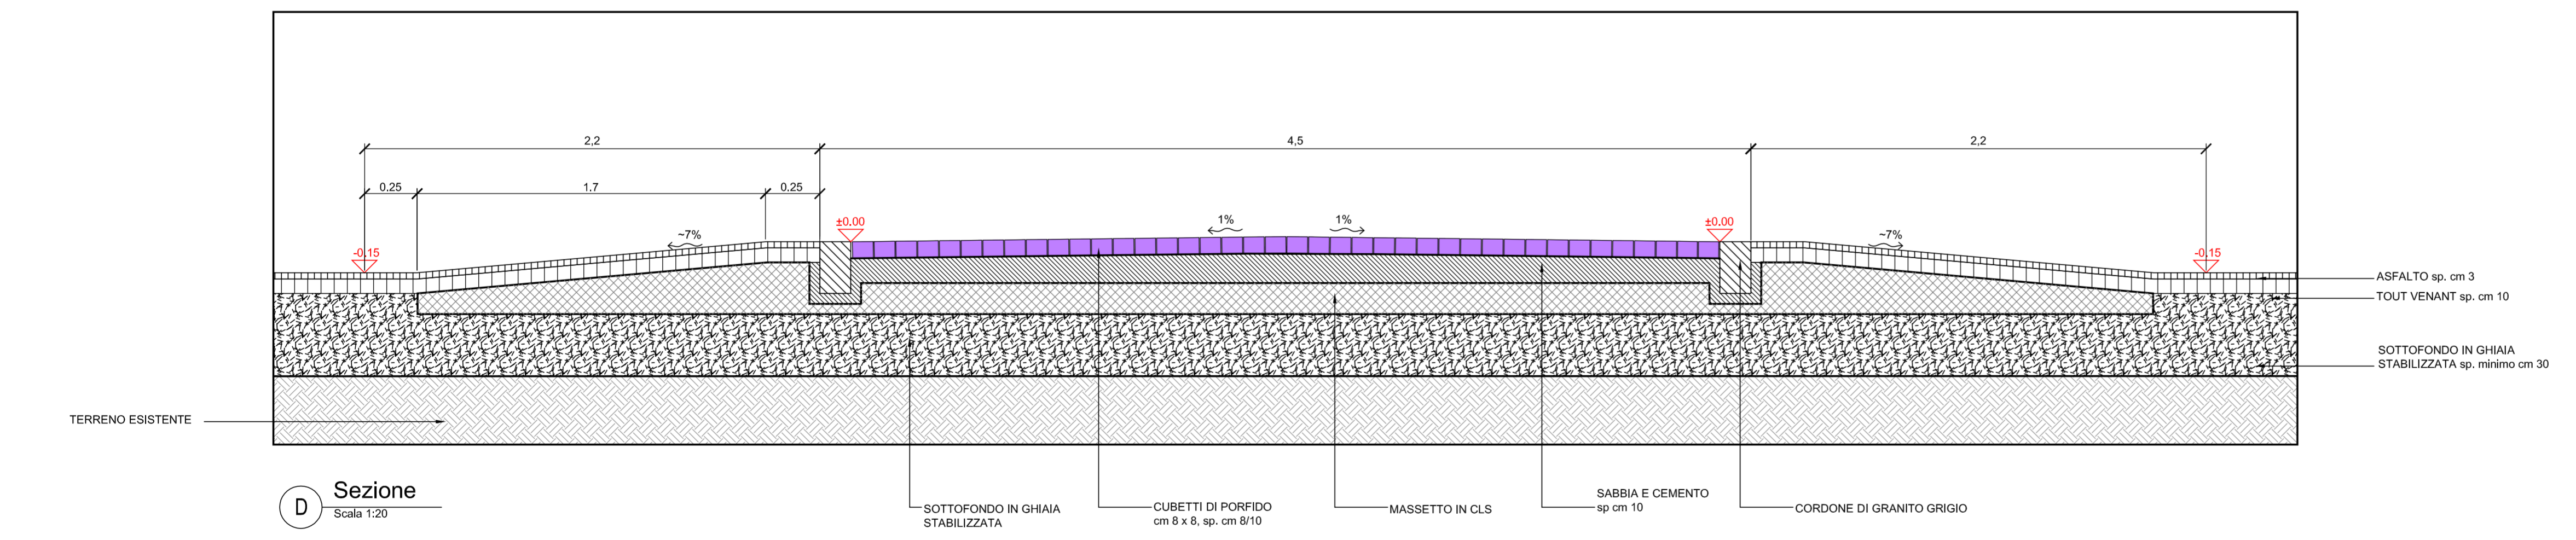 2,2
4,5
2,2
0.25
1.7
0.25
±0.00
1%
1%
±0.00
~7%
~7%
-0.15
-0.15
ASFALTO sp. cm 3
TOUT VENANT sp. cm 10
SOTTOFONDO IN GHIAIA
STABILIZZATA sp. minimo cm 30
TERRENO ESISTENTE
D
Sezione
Scala 1:20
SOTTOFONDO IN GHIAIA
STABILIZZATA
CUBETTI DI PORFIDO
cm 8 x 8, sp. cm 8/10
MASSETTO IN CLS
SABBIA E CEMENTO
sp cm 10
CORDONE DI GRANITO GRIGIO